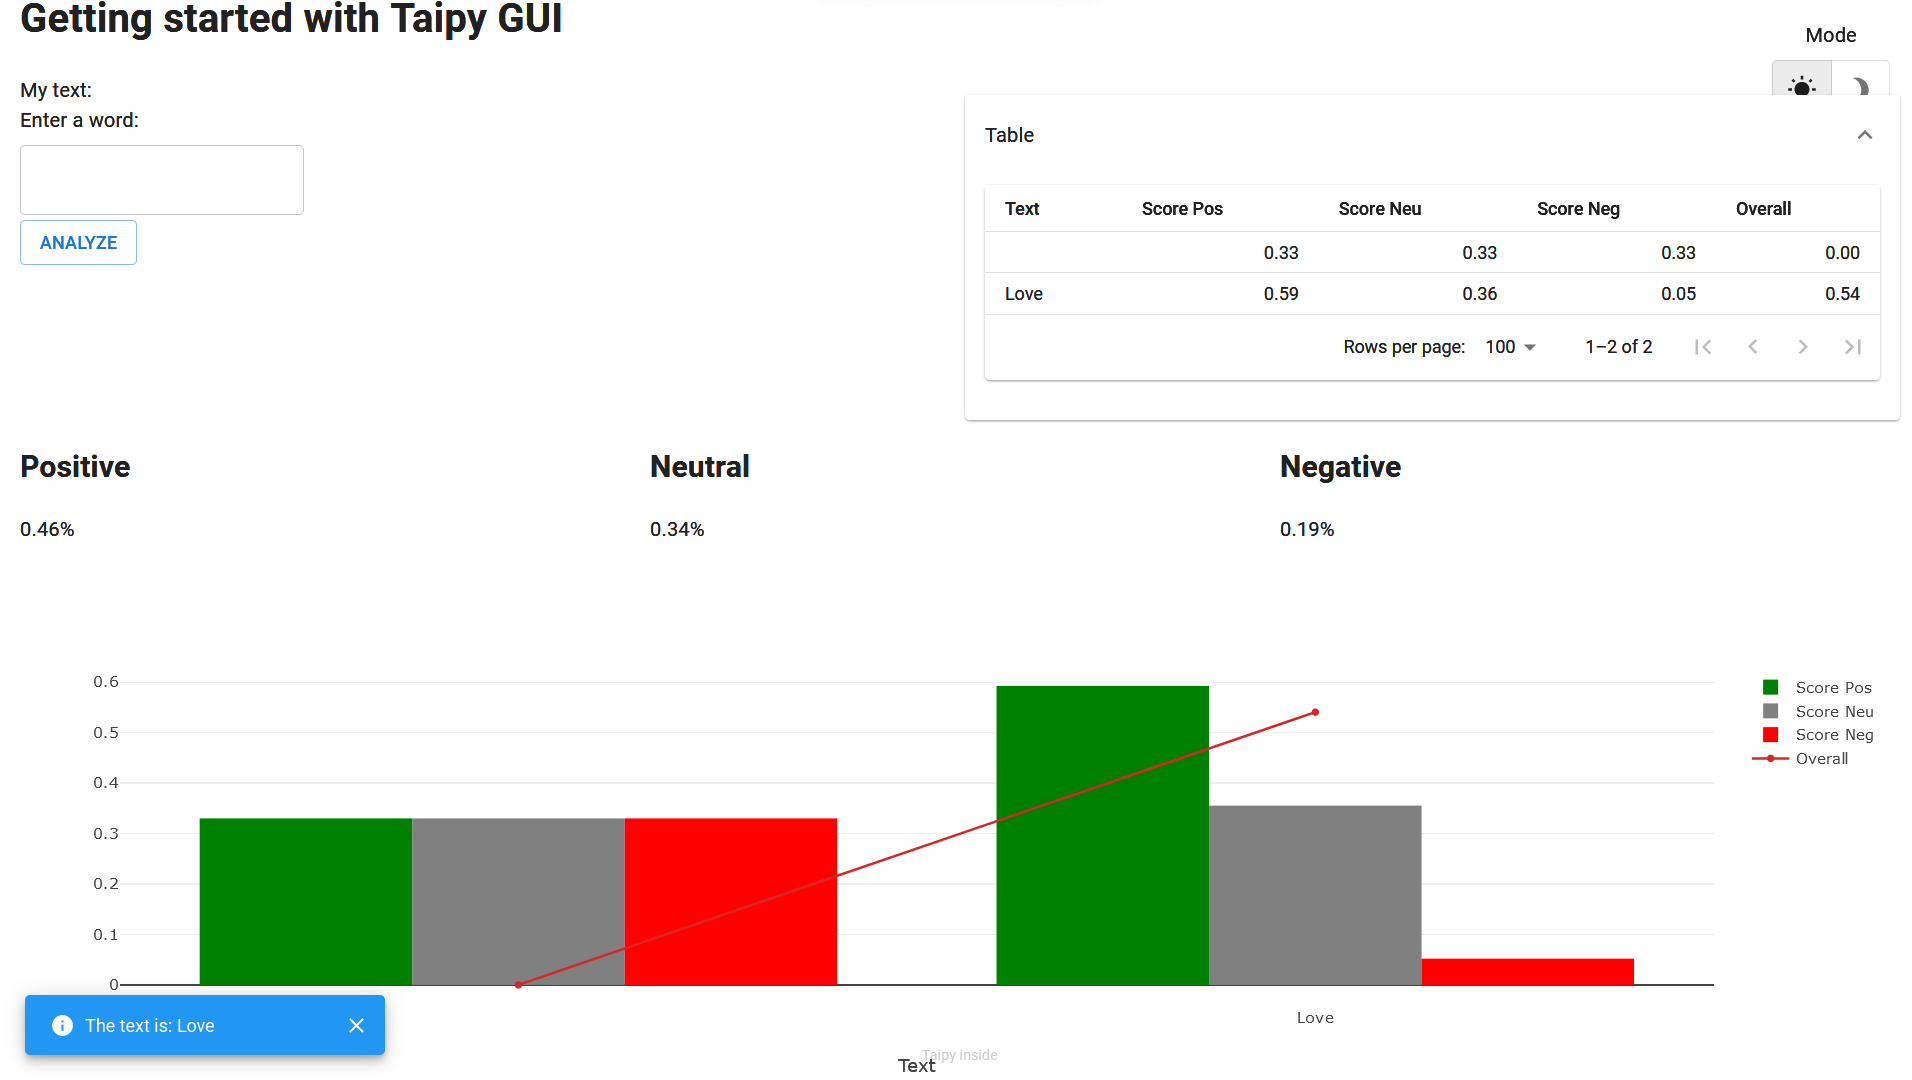 Getting started with Taipy GUI
Mode
My text:
Enter a word:
ANALYZE
Table
Text Score Pos Score Neu Score Neg Overall
0.33 0.33 0.33 0.00
Love 0.59 0.36 0.05 0.54
Rows per page: 100 1–2 of 2
Positive Neutral Negative
0.46% 0.34% 0.19%
0.6
0.5
0.4
0.3
0.2
0.1
0
Score Pos
Score Neu
Score Neg
Overall
Love
The text is: Love
Taipy inside
Text